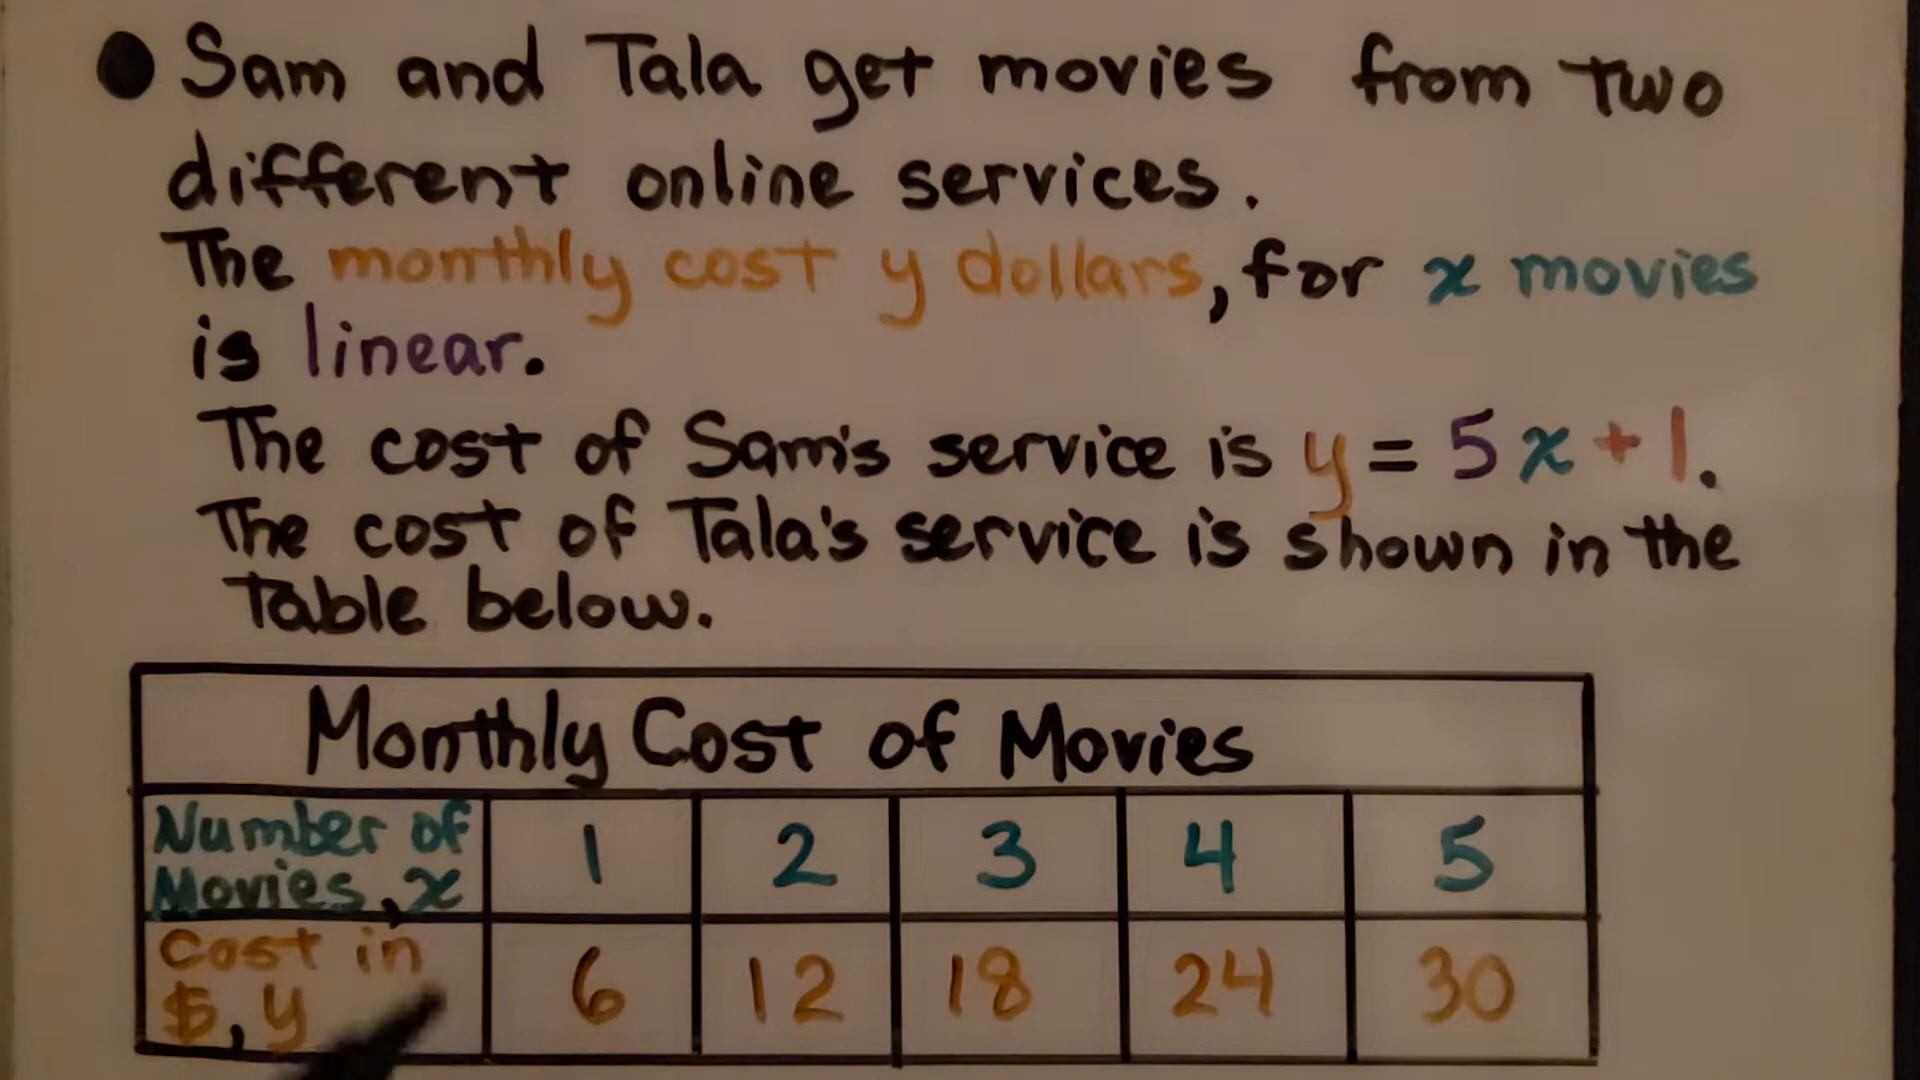 Sam and Tala get movies from two
different online services.
The monthly cost y dollars, for x movies
is linear.
The cost of Sam's service is y = 5x + 1.
The cost of Tala's service is shown in the
Table below.
Monthly Cost of Movies
Number of Movies, x 1 2 3 4 5
Cost in $, y 6 12 18 24 30